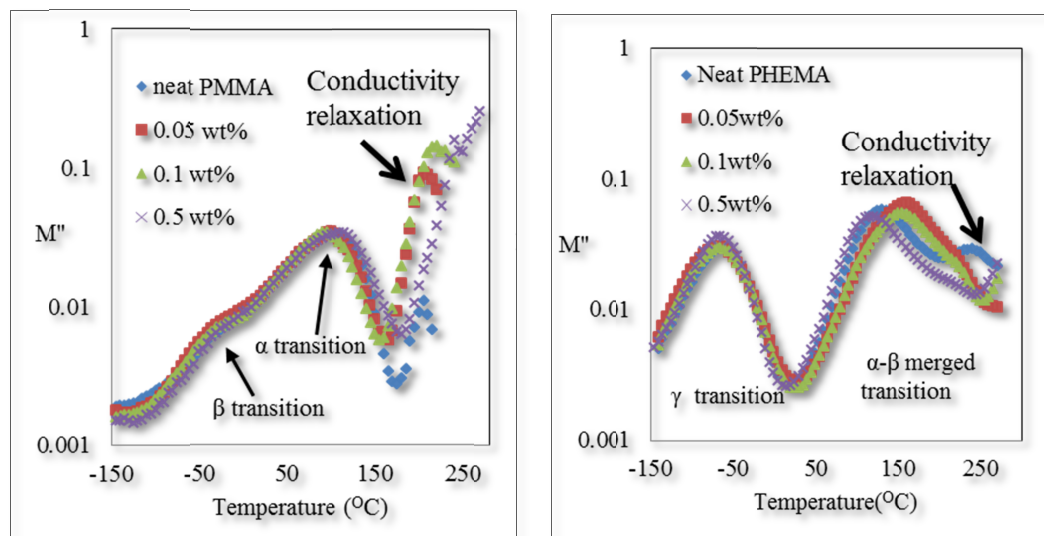 1
neat PMMA
0.05 wt%
0.1 wt%
0.5 wt%
Conductivity
relaxation
0.1
M"
0.01
α transition
β transition
0.001
-150
-50
50
150
250
Temperature (OC)
1
Neat PHEMA
0.05wt%
0.1wt%
0.5wt%
Conductivity
relaxation
0.1
M"
0.01
α-β merged
transition
γ transition
0.001
-150
-50
50
150
250
Temperature(OC)